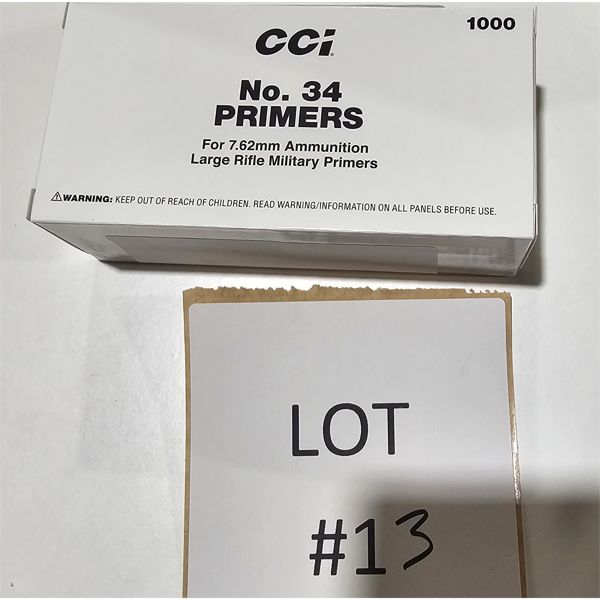 CCi
1000
No. 34
PRIMERS
For 7.62mm Ammunition
Large Rifle Military Primers
⚠WARNING: KEEP OUT OF REACH OF CHILDREN. READ WARNING/INFORMATION ON ALL PANELS BEFORE USE.
LOT
#13